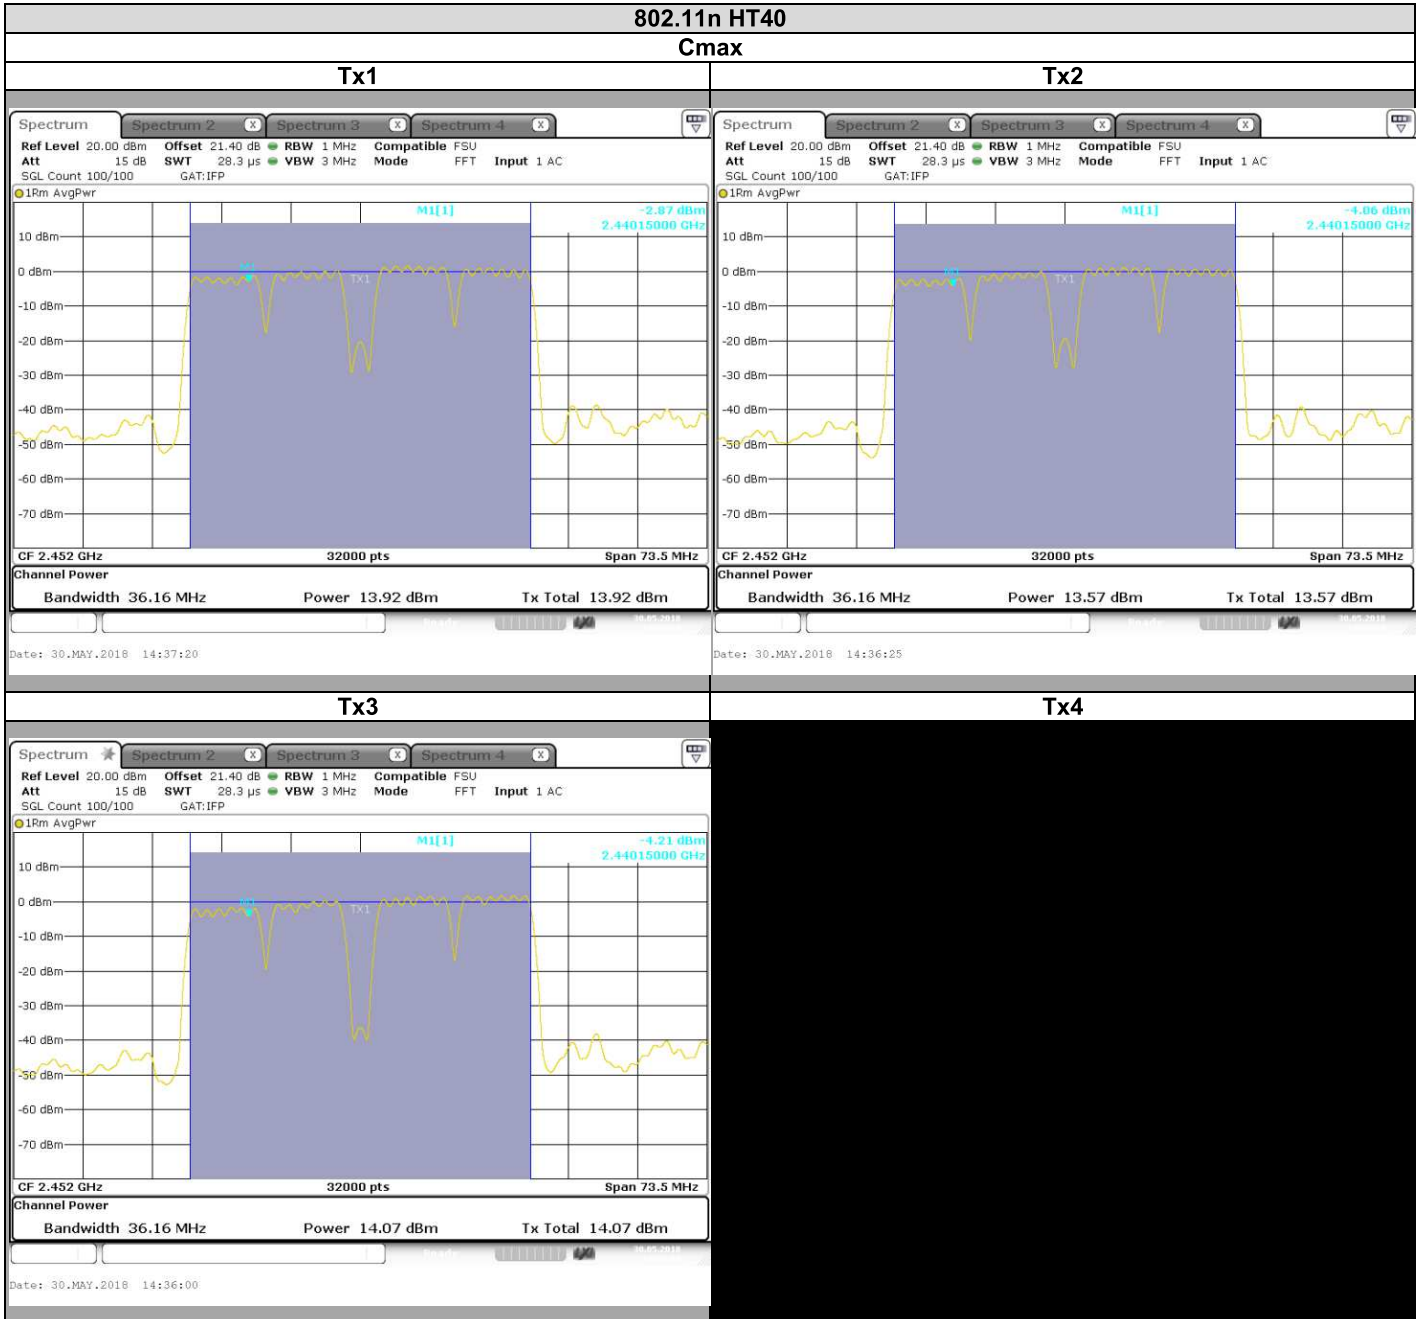 802.11n HT40
Cmax
Tx1 Tx2
Spectrum Spectrum 2 X Spectrum 3 X Spectrum 4 X
Ref Level 20.00 dBm Offset 21.40 dB RBW 1 MHz Compatible FSU
Att 15 dB SWT 28.3 µs VBW 3 MHz Mode FFT Input 1 AC
SGL Count 100/100 GAT:IFP
1Rm AvgPwr
M1[1] -2.87 dBm
2.44015000 GHz
10 dBm
0 dBm
M1
TX1
-10 dBm
-20 dBm
-30 dBm
-40 dBm
-50 dBm
-60 dBm
-70 dBm
CF 2.452 GHz 32000 pts Span 73.5 MHz
Channel Power
Bandwidth 36.16 MHz Power 13.92 dBm Tx Total 13.92 dBm
Ready 30.05.2018
Date: 30.MAY.2018 14:37:20
Spectrum Spectrum 2 X Spectrum 3 X Spectrum 4 X
Ref Level 20.00 dBm Offset 21.40 dB RBW 1 MHz Compatible FSU
Att 15 dB SWT 28.3 µs VBW 3 MHz Mode FFT Input 1 AC
SGL Count 100/100 GAT:IFP
1Rm AvgPwr
M1[1] -4.06 dBm
2.44015000 GHz
10 dBm
0 dBm
M1
TX1
-10 dBm
-20 dBm
-30 dBm
-40 dBm
-50 dBm
-60 dBm
-70 dBm
CF 2.452 GHz 32000 pts Span 73.5 MHz
Channel Power
Bandwidth 36.16 MHz Power 13.57 dBm Tx Total 13.57 dBm
Ready 30.05.2018
Date: 30.MAY.2018 14:36:25
Tx3 Tx4
Spectrum Spectrum 2 X Spectrum 3 X Spectrum 4 X
Ref Level 20.00 dBm Offset 21.40 dB RBW 1 MHz Compatible FSU
Att 15 dB SWT 28.3 µs VBW 3 MHz Mode FFT Input 1 AC
SGL Count 100/100 GAT:IFP
1Rm AvgPwr
M1[1] -4.21 dBm
2.44015000 GHz
10 dBm
0 dBm
M1
TX1
-10 dBm
-20 dBm
-30 dBm
-40 dBm
-50 dBm
-60 dBm
-70 dBm
CF 2.452 GHz 32000 pts Span 73.5 MHz
Channel Power
Bandwidth 36.16 MHz Power 14.07 dBm Tx Total 14.07 dBm
Ready 30.05.2018
Date: 30.MAY.2018 14:36:00